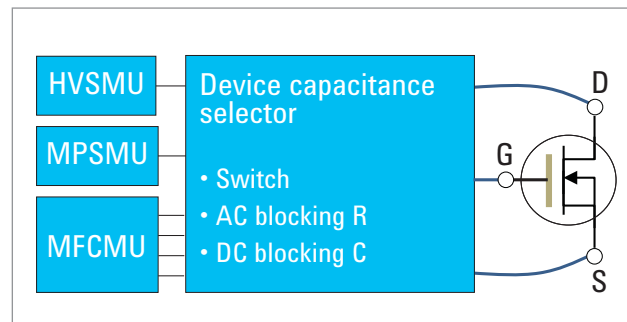 HVSMU
MPSMU
MFCMU
Device capacitance
selector
• Switch
• AC blocking R
• DC blocking C
D
G
S